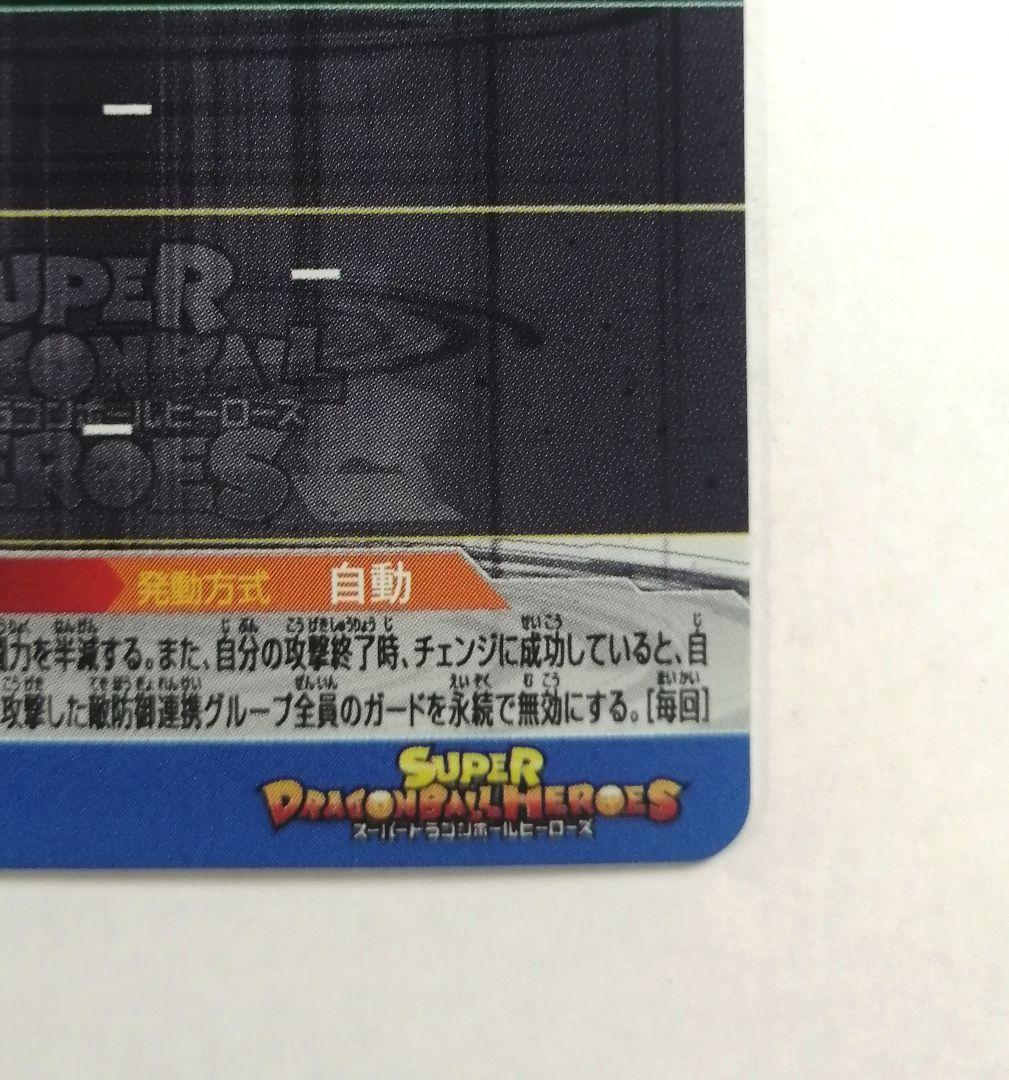 SUPER
DRAGON BALL
ドラゴンボールヒーローズ
HEROES
発動方式 自動
力を半減する。また、自分の攻撃終了時、チェンジに成功していると、自
攻撃した敵防御連携グループ全員のガードを永続で無効にする。[毎回]
SUPER
DRAGONBALL HEROES
スーパードラゴンボールヒーローズ